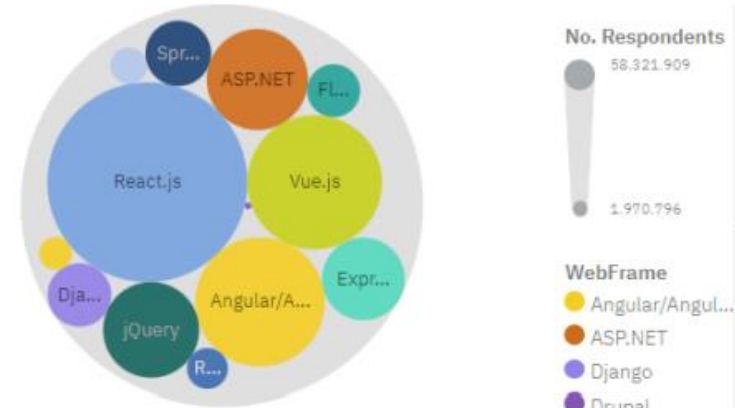 Spr...
ASP.NET
Fl...
React.js
Vue.js
Expr...
Dja...
Angular/A...
jQuery
R...
No. Respondents
58.321.909
1.970.796
WebFrame
Angular/Angul...
ASP.NET
Django
Drupal